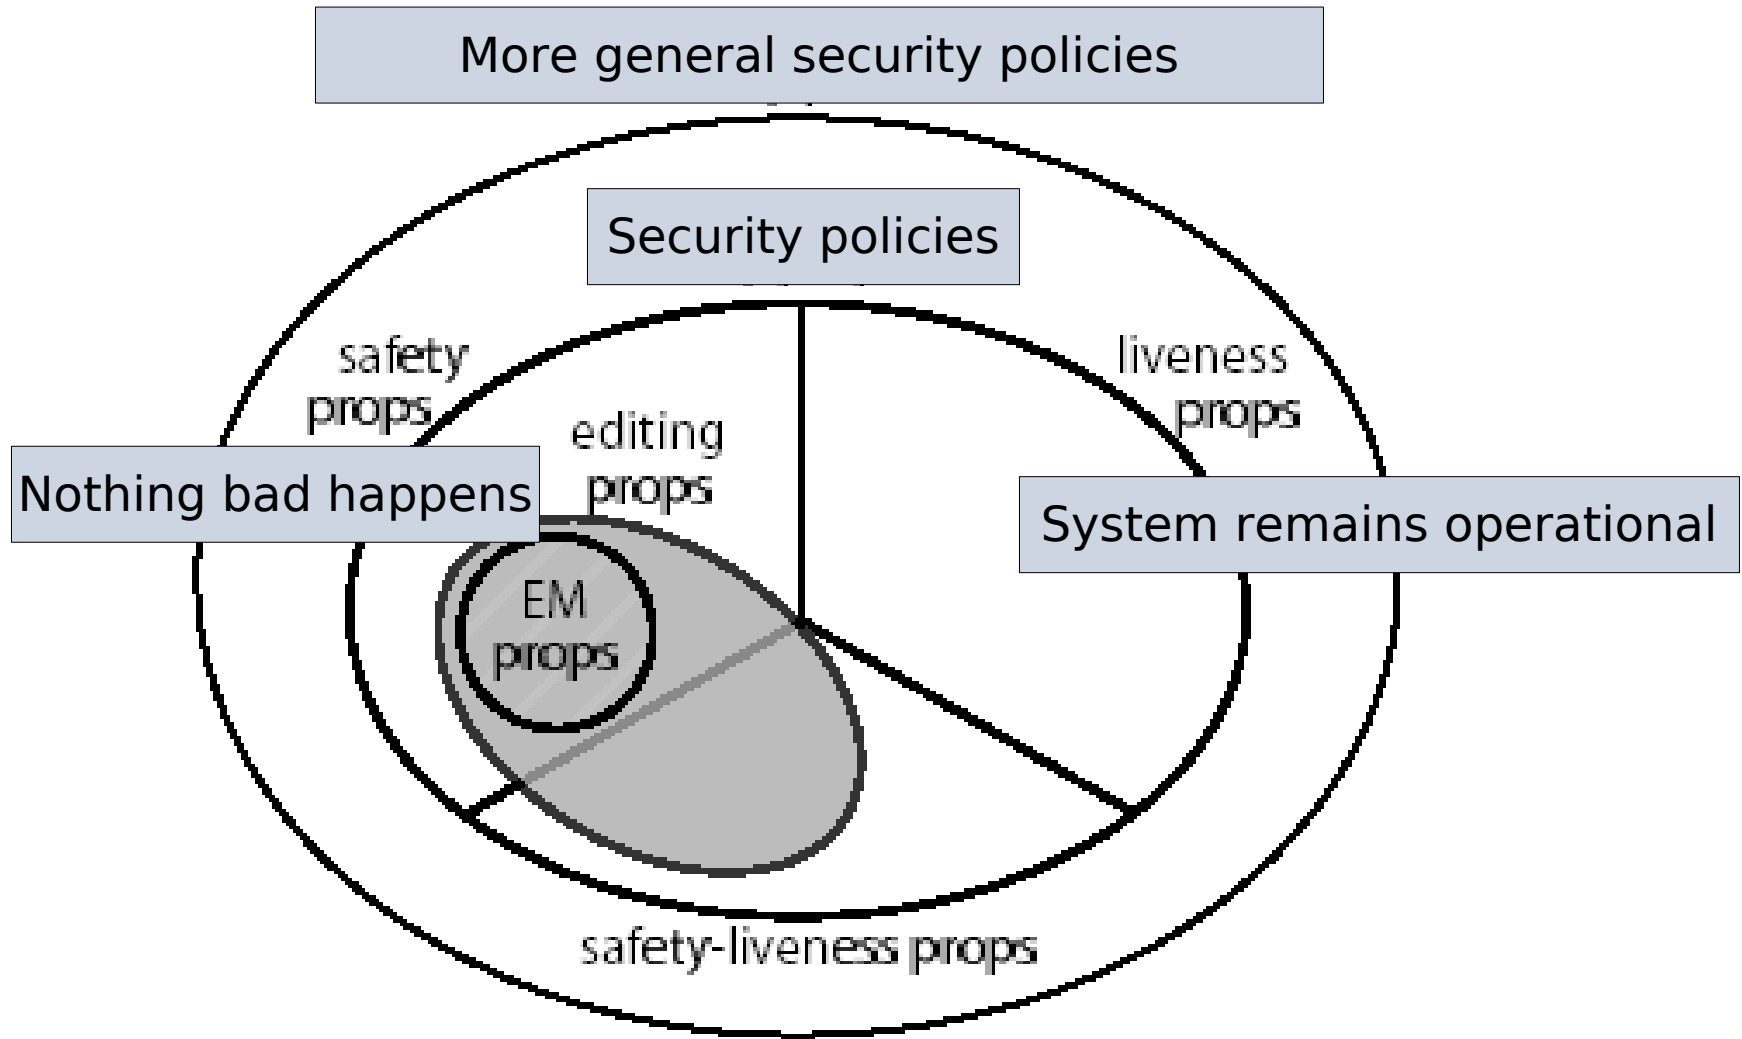 More general security policies
Security policies
safety
props
liveness
props
editing
props
Nothing bad happens
System remains operational
EM
props
safety-liveness props